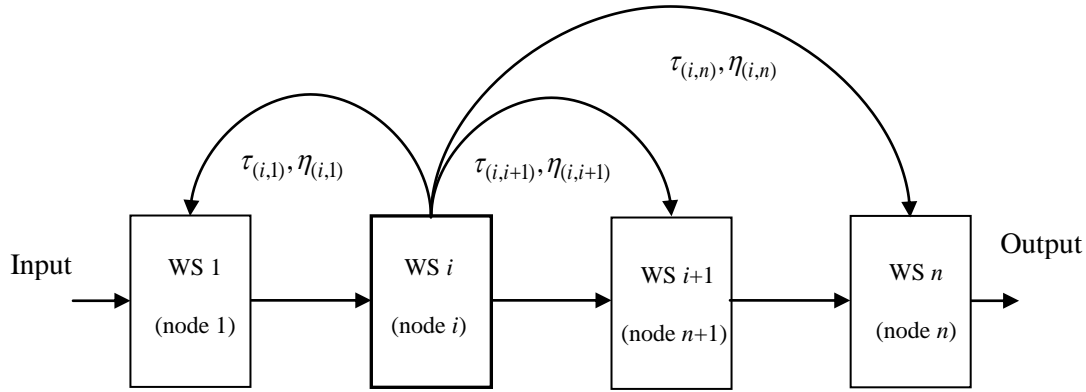 τ(i,n), η(i,n)
τ(i,1), η(i,1)
τ(i,i+1), η(i,i+1)
Input
WS 1
(node 1)
WS i
(node i)
WS i+1
(node n+1)
WS n
(node n)
Output